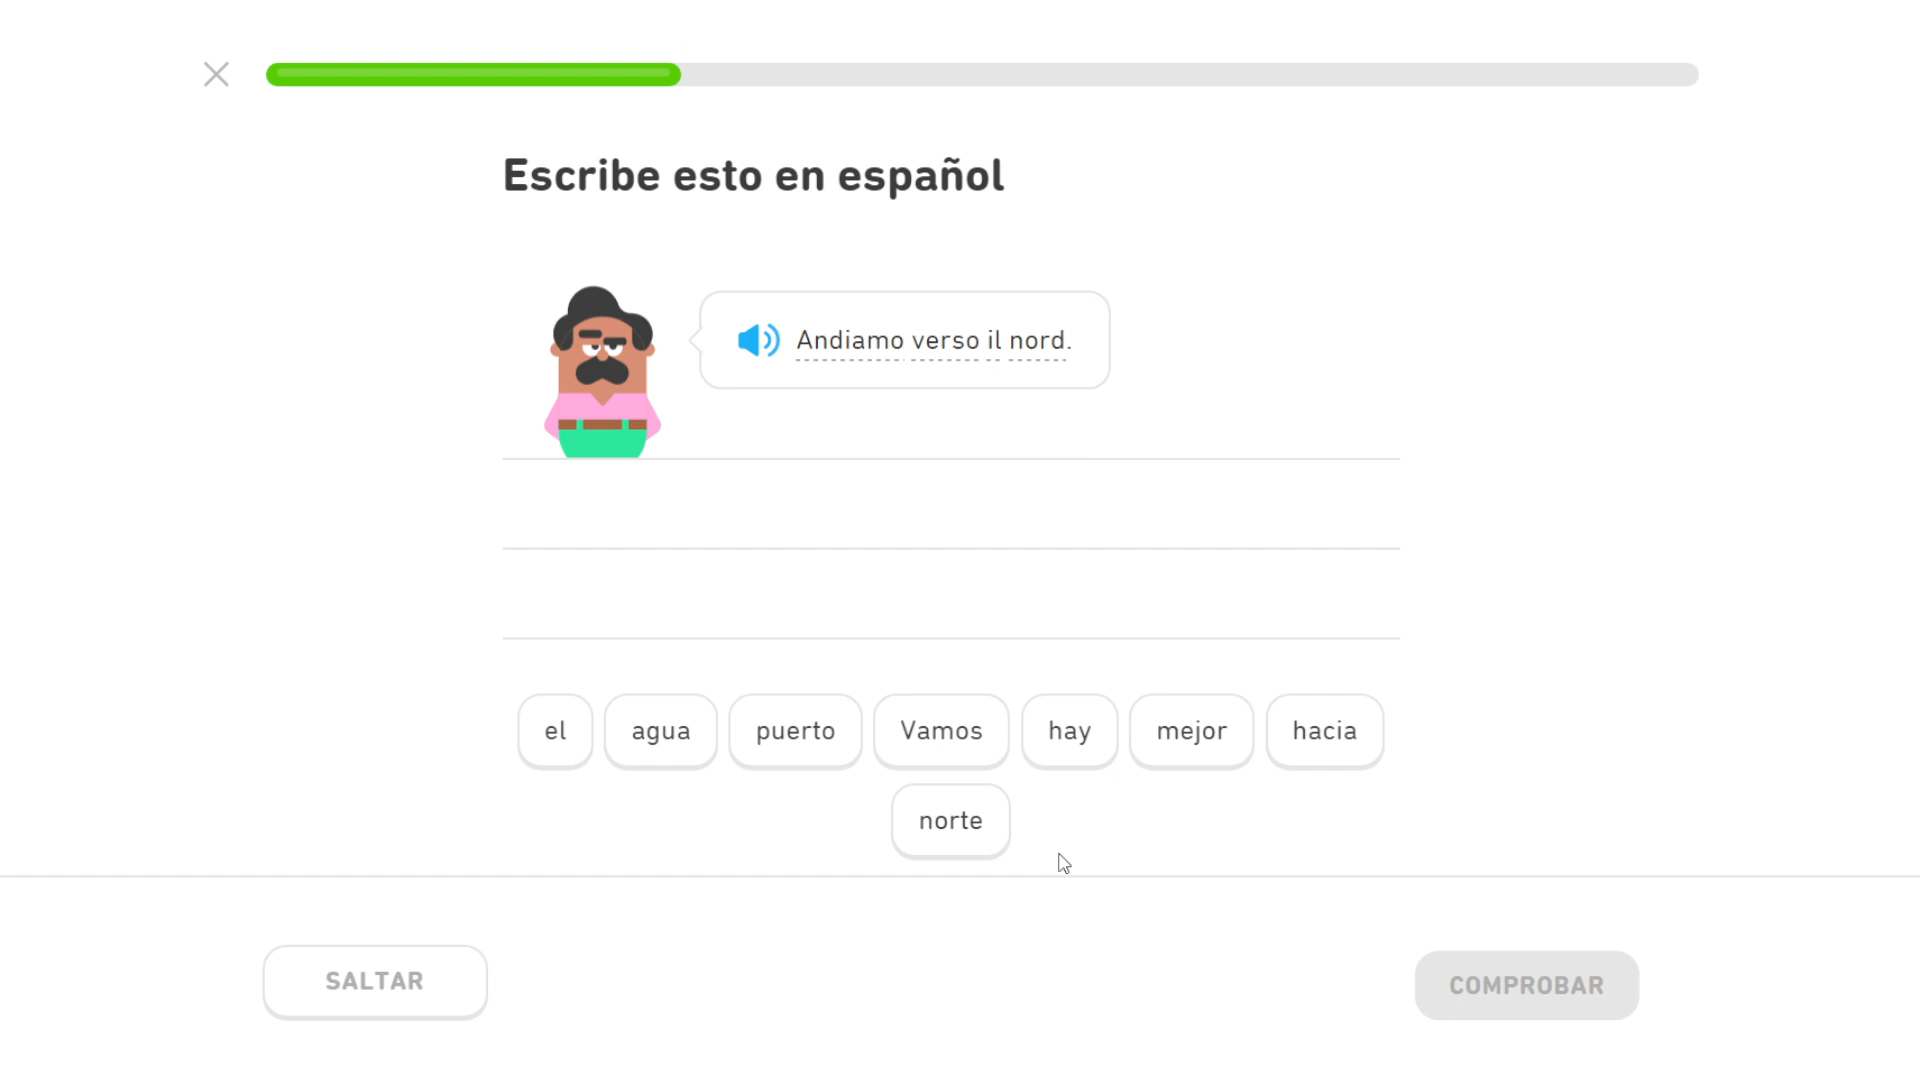 Escribe esto en español
Andiamo verso il nord.
el agua puerto Vamos hay mejor hacia
norte
SALTAR
COMPROBAR